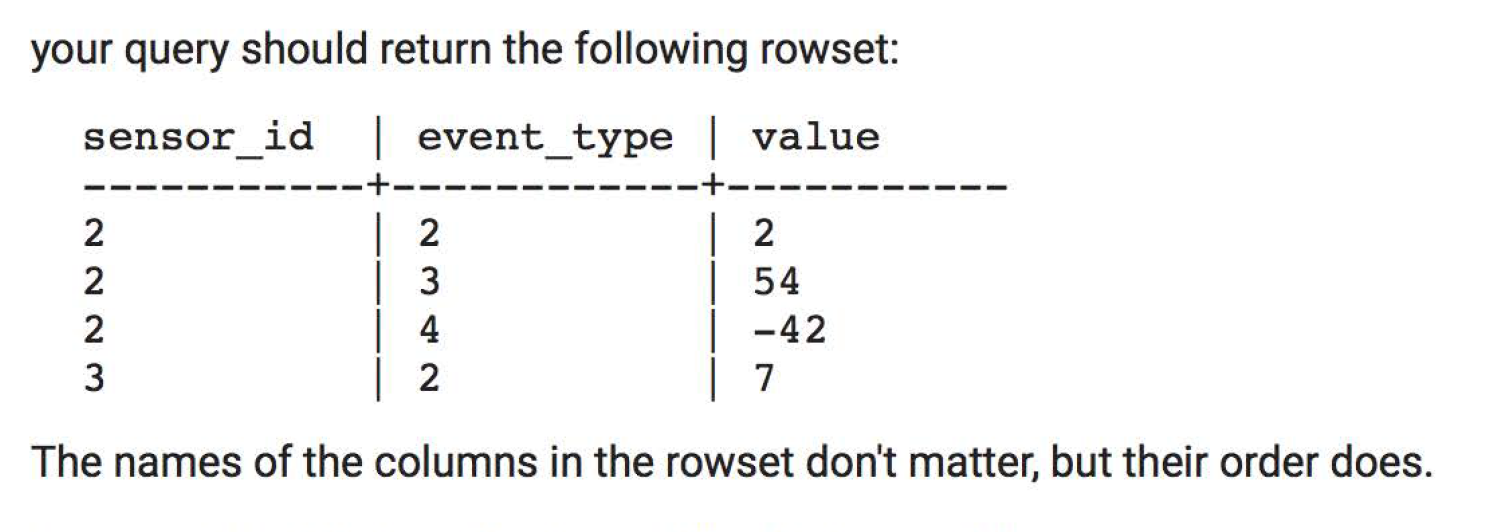 your query should return the following rowset:
sensor_id | event_type | value
-----------+------------+-----------
2 | 2 | 2
2 | 3 | 54
2 | 4 | -42
3 | 2 | 7
The names of the columns in the rowset don't matter, but their order does.